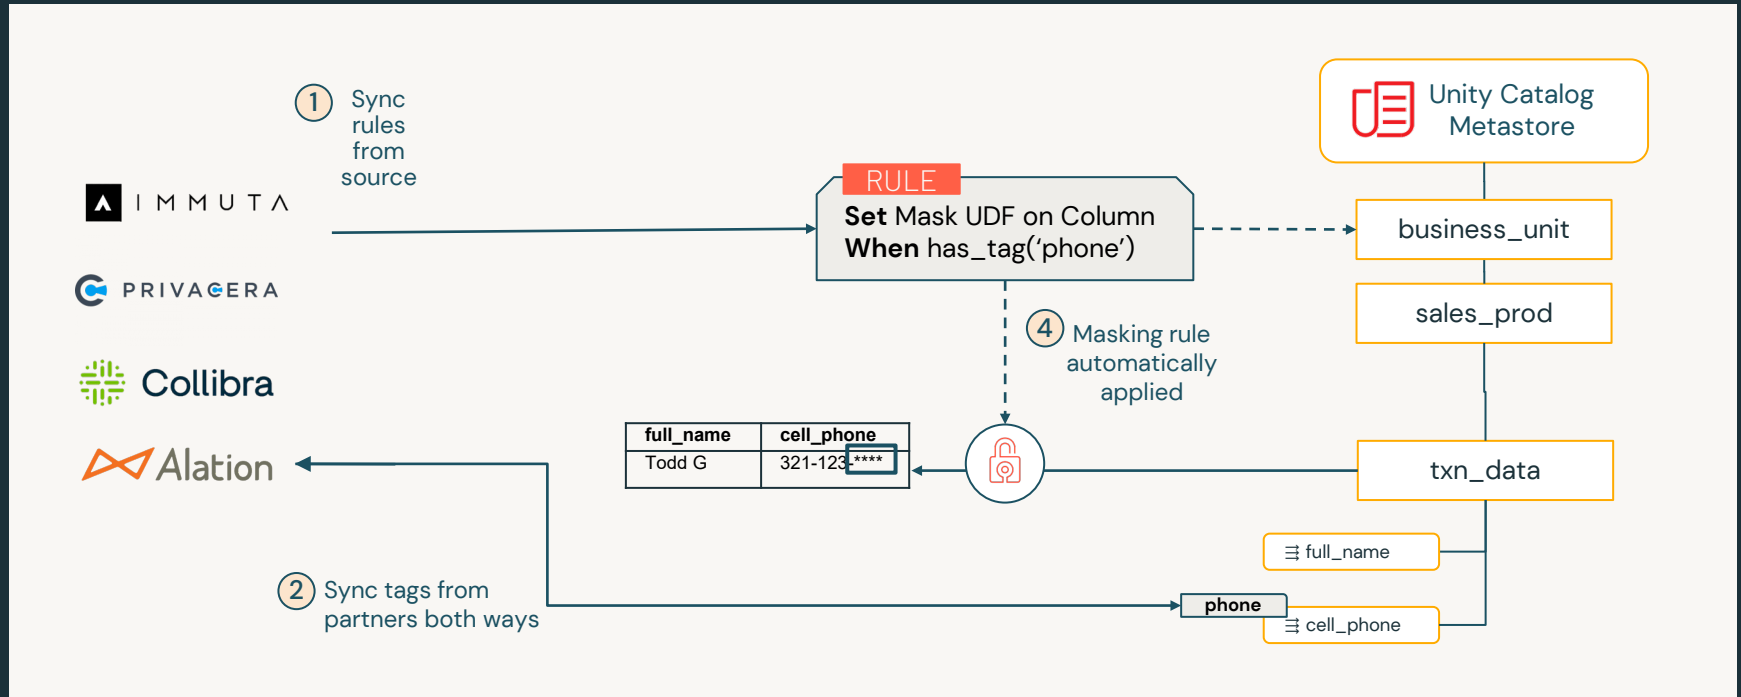 1
Sync
rules
from
source
IMMUTA
PRIVACERA
Collibra
Alation
RULE
Set Mask UDF on Column
When has_tag(‘phone’)
Unity Catalog
Metastore
business_unit
sales_prod
4
Masking rule
automatically
applied
full_name cell_phone
Todd G 321-123-****
txn_data
full_name
2
Sync tags from
partners both ways
phone
cell_phone